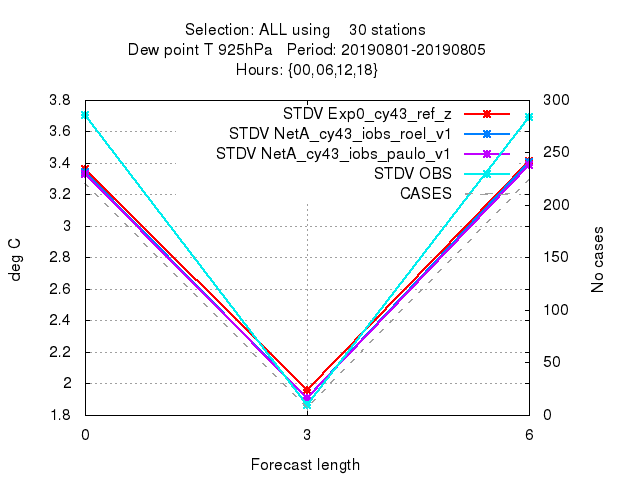 Selection: ALL using 30 stations
Dew point T 925hPa Period: 20190801-20190805
Hours: {00,06,12,18}
STDV Exp0_cy43_ref_z
STDV NetA_cy43_iobs_roel_v1
STDV NetA_cy43_iobs_paulo_v1
STDV OBS
CASES
deg C
3.8
3.6
3.4
3.2
3
2.8
2.6
2.4
2.2
2
1.8
No cases
300
250
200
150
100
50
0
0 3 6
Forecast length